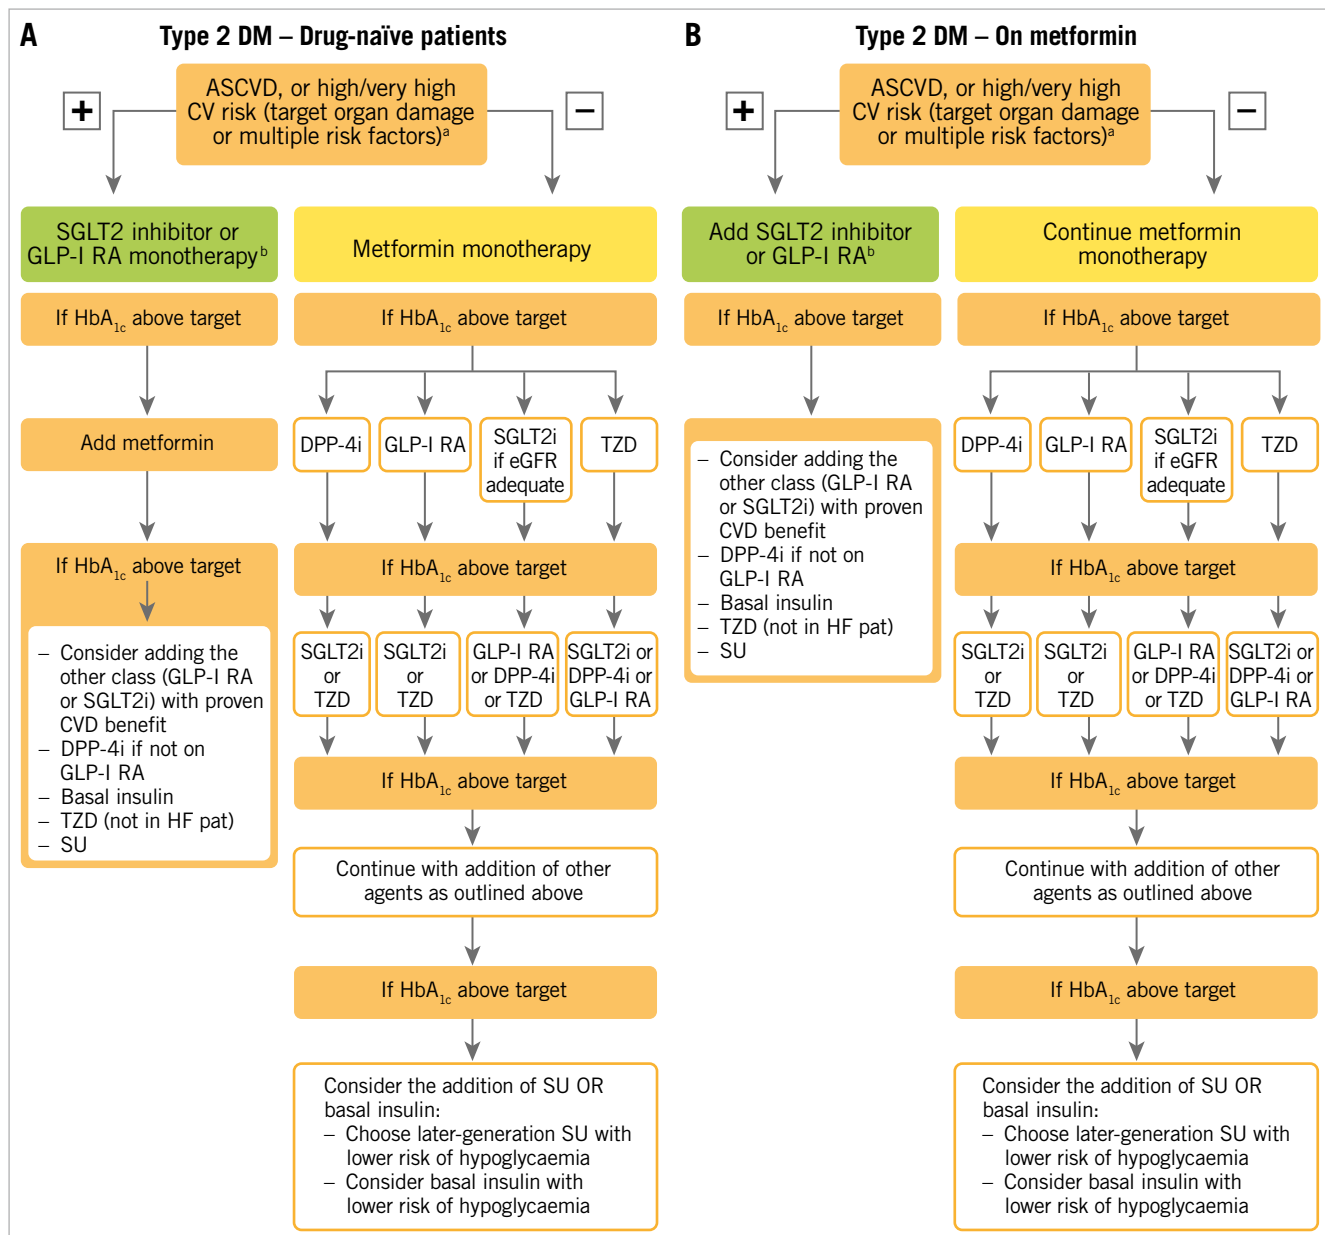 A
Type 2 DM – Drug-naïve patients
ASCVD, or high/very high
CV risk (target organ damage
or multiple risk factors)ᵃ
+
–
SGLT2 inhibitor or
GLP-I RA monotherapyᵇ
If HbA1c above target
Add metformin
If HbA1c above target
– Consider adding the
other class (GLP-I RA
or SGLT2i) with proven
CVD benefit
– DPP-4i if not on
GLP-I RA
– Basal insulin
– TZD (not in HF pat)
– SU
Metformin monotherapy
If HbA1c above target
DPP-4i
GLP-I RA
SGLT2i
if eGFR
adequate
TZD
If HbA1c above target
SGLT2i
or
TZD
SGLT2i
or
TZD
GLP-I RA
or DPP-4i
or TZD
SGLT2i or
DPP-4i or
GLP-I RA
If HbA1c above target
Continue with addition of other
agents as outlined above
If HbA1c above target
Consider the addition of SU OR
basal insulin:
– Choose later-generation SU with
lower risk of hypoglycaemia
– Consider basal insulin with
lower risk of hypoglycaemia
B
Type 2 DM – On metformin
ASCVD, or high/very high
CV risk (target organ damage
or multiple risk factors)ᵃ
+
–
Add SGLT2 inhibitor
or GLP-I RAᵇ
If HbA1c above target
– Consider adding the
other class (GLP-I RA
or SGLT2i) with proven
CVD benefit
– DPP-4i if not on
GLP-I RA
– Basal insulin
– TZD (not in HF pat)
– SU
Continue metformin
monotherapy
If HbA1c above target
DPP-4i
GLP-I RA
SGLT2i
if eGFR
adequate
TZD
If HbA1c above target
SGLT2i
or
TZD
SGLT2i
or
TZD
GLP-I RA
or DPP-4i
or TZD
SGLT2i or
DPP-4i or
GLP-I RA
If HbA1c above target
Continue with addition of other
agents as outlined above
If HbA1c above target
Consider the addition of SU OR
basal insulin:
– Choose later-generation SU with
lower risk of hypoglycaemia
– Consider basal insulin with
lower risk of hypoglycaemia